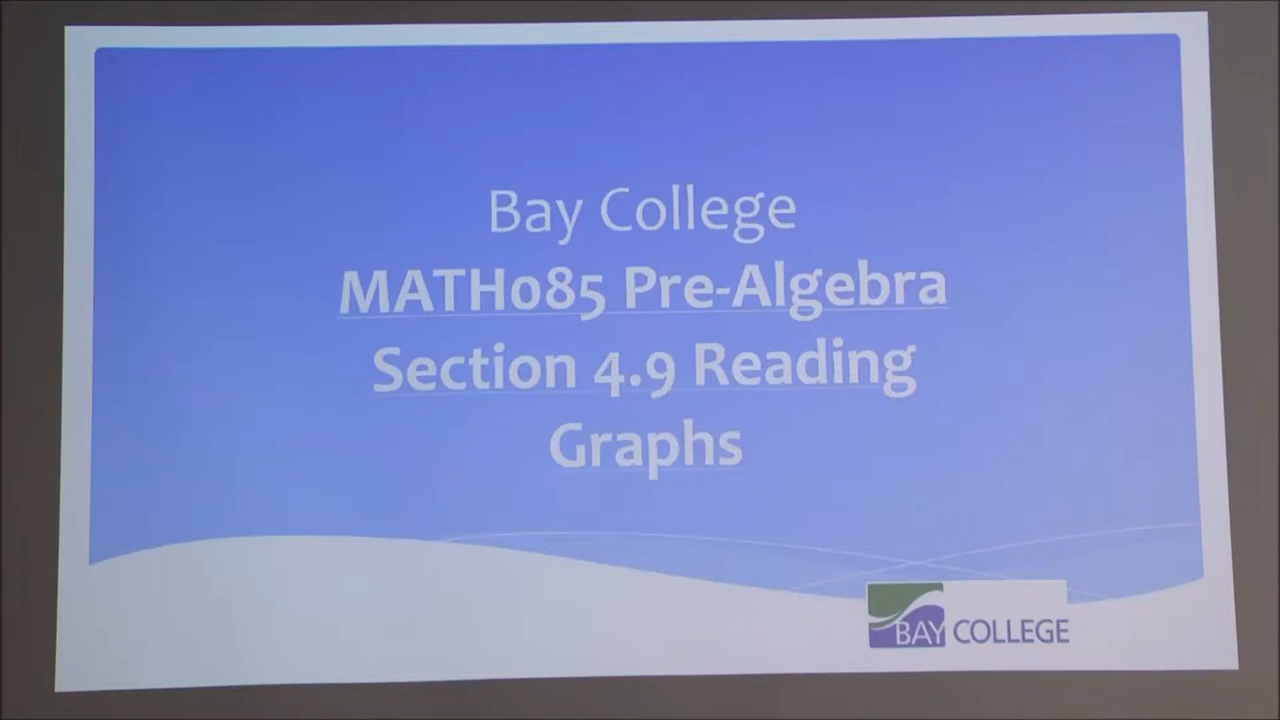 Bay College
MATH085 Pre-Algebra
Section 4.9 Reading
Graphs
BAY COLLEGE